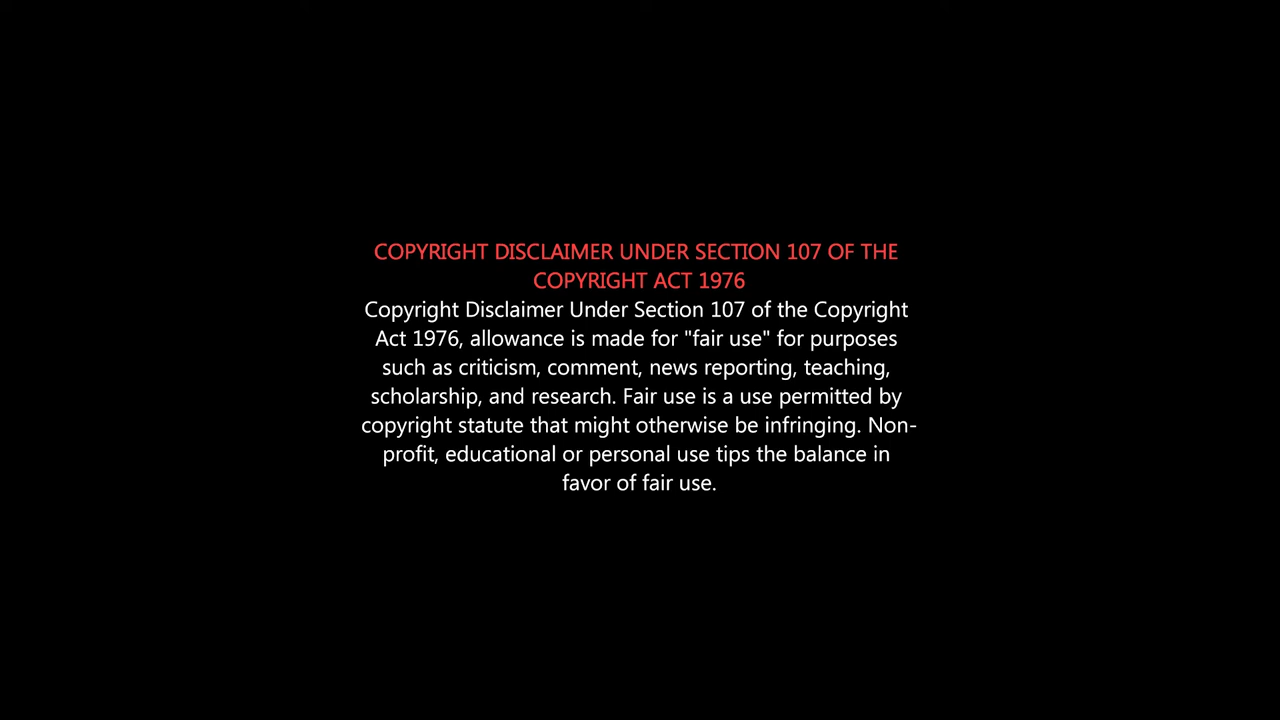 COPYRIGHT DISCLAIMER UNDER SECTION 107 OF THE
COPYRIGHT ACT 1976
Copyright Disclaimer Under Section 107 of the Copyright
Act 1976, allowance is made for "fair use" for purposes
such as criticism, comment, news reporting, teaching,
scholarship, and research. Fair use is a use permitted by
copyright statute that might otherwise be infringing. Non-
profit, educational or personal use tips the balance in
favor of fair use.